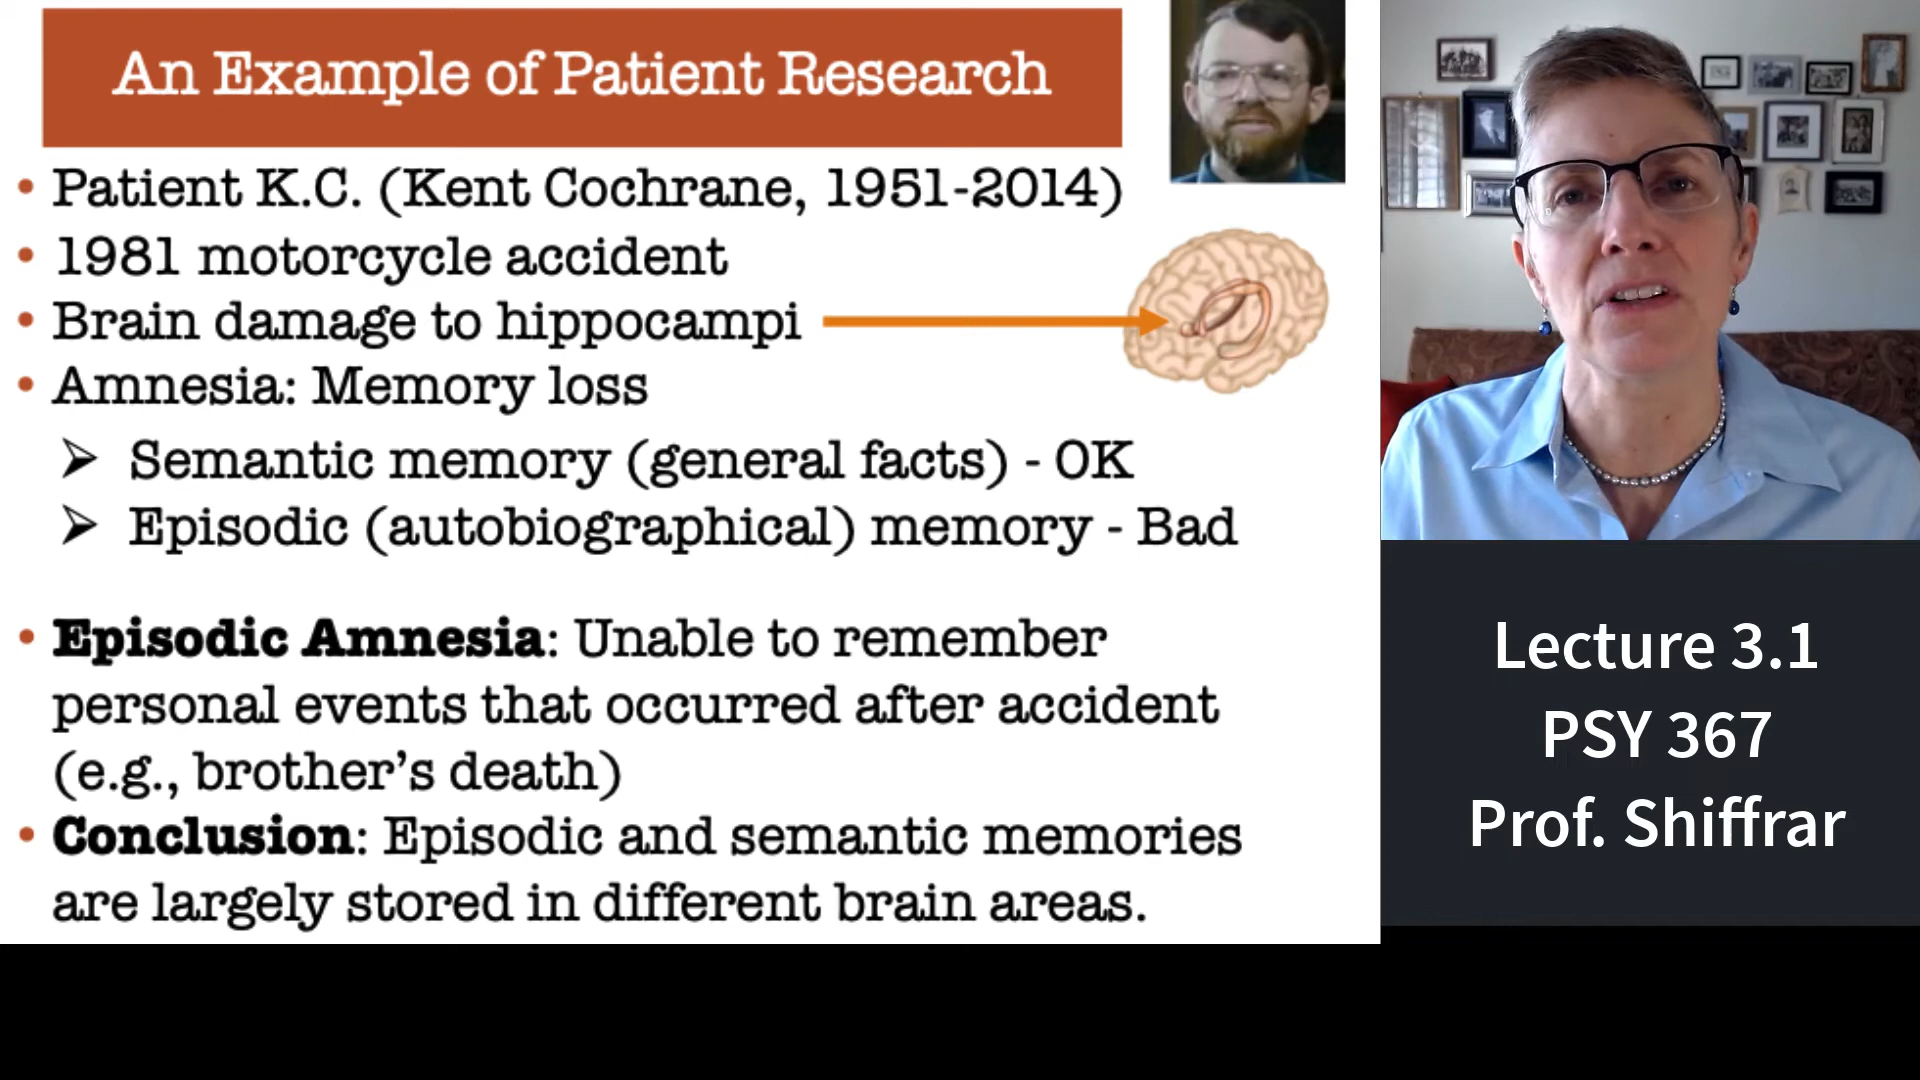 An Example of Patient Research
• Patient K.C. (Kent Cochrane, 1951-2014)
• 1981 motorcycle accident
• Brain damage to hippocampi
• Amnesia: Memory loss
➢ Semantic memory (general facts) - OK
➢ Episodic (autobiographical) memory - Bad
• Episodic Amnesia: Unable to remember
personal events that occurred after accident
(e.g., brother’s death)
• Conclusion: Episodic and semantic memories
are largely stored in different brain areas.
Lecture 3.1
PSY 367
Prof. Shiffrar